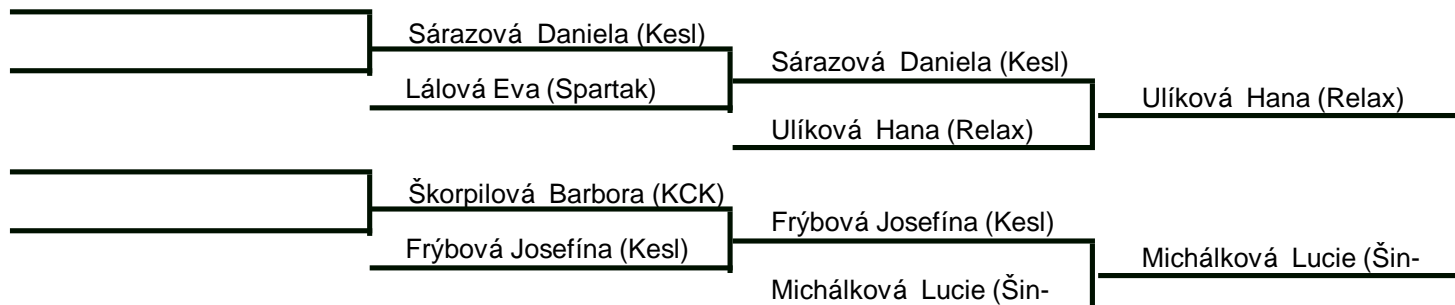 Sárazová Daniela (Kesl)
Lálová Eva (Spartak)
Sárazová Daniela (Kesl)
Ulíková Hana (Relax)
Ulíková Hana (Relax)
Škorpilová Barbora (KCK)
Frýbová Josefína (Kesl)
Frýbová Josefína (Kesl)
Michálková Lucie (Šin-
Michálková Lucie (Šin-